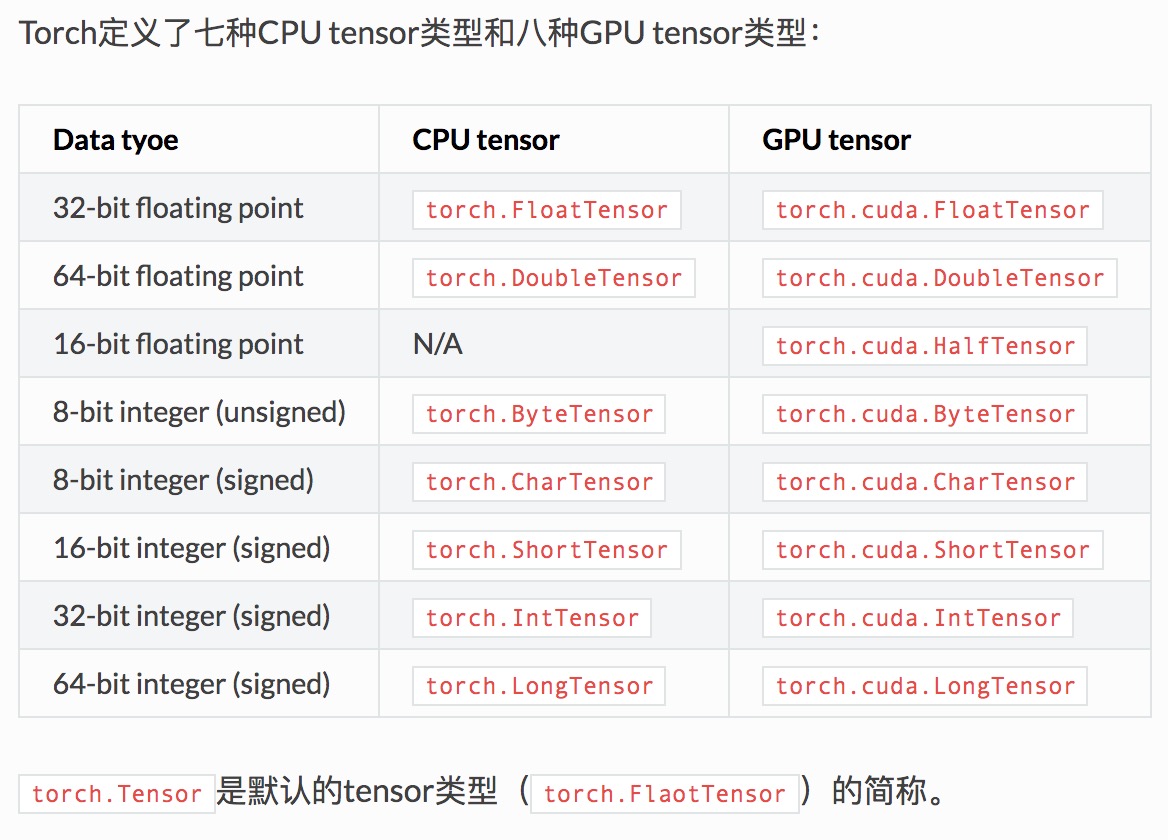 Torch定义了七种CPU tensor类型和八种GPU tensor类型：
Data tyoe CPU tensor GPU tensor
32-bit floating point torch.FloatTensor torch.cuda.FloatTensor
64-bit floating point torch.DoubleTensor torch.cuda.DoubleTensor
16-bit floating point N/A torch.cuda.HalfTensor
8-bit integer (unsigned) torch.ByteTensor torch.cuda.ByteTensor
8-bit integer (signed) torch.CharTensor torch.cuda.CharTensor
16-bit integer (signed) torch.ShortTensor torch.cuda.ShortTensor
32-bit integer (signed) torch.IntTensor torch.cuda.IntTensor
64-bit integer (signed) torch.LongTensor torch.cuda.LongTensor
torch.Tensor是默认的tensor类型（torch.FlaotTensor）的简称。